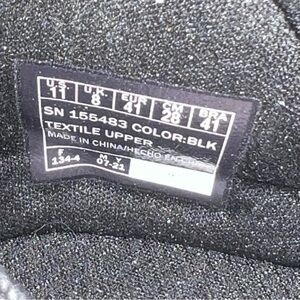 U.S. U.K. EUR CM BRA
11 8 41 28 41
SN 155483 COLOR:BLK
TEXTILE UPPER
MADE IN CHINA/HECHO EN CHINA
F M Y
134-4 07-21